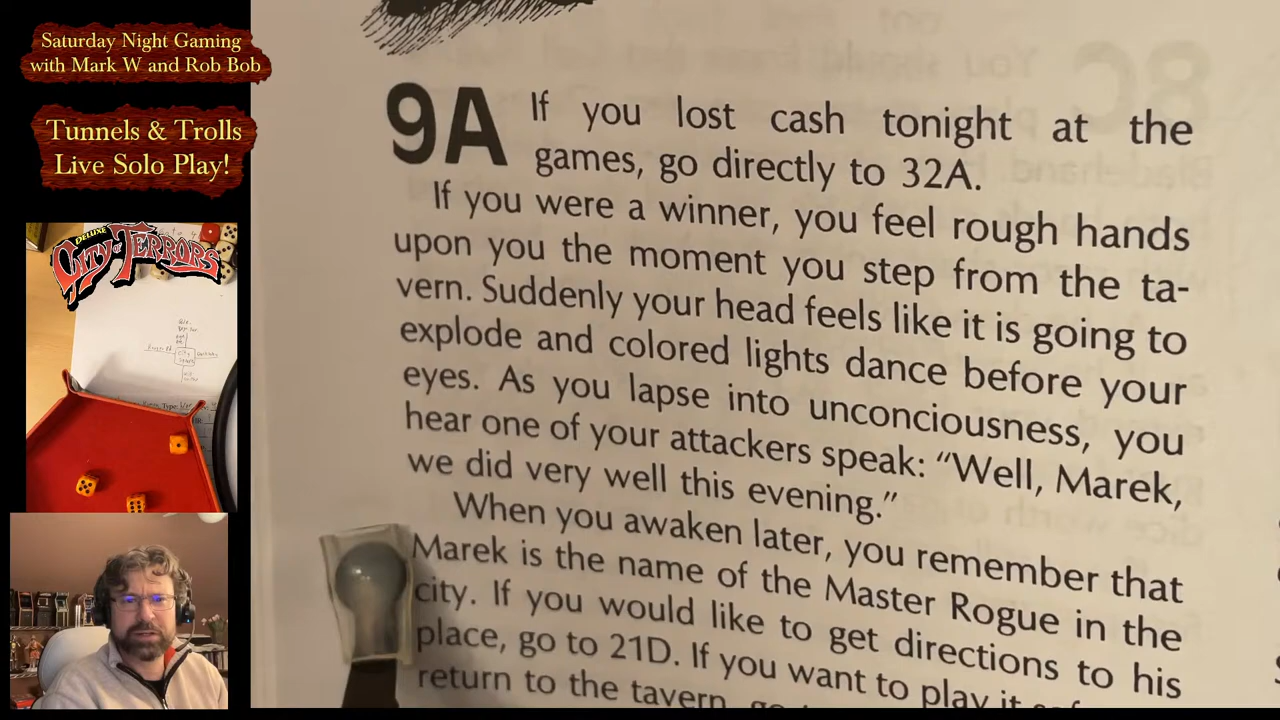 Saturday Night Gaming
with Mark W and Rob Bob
Tunnels & Trolls
Live Solo Play!
DELUXE
CITY OF TERRORS
9A If you lost cash tonight at the
games, go directly to 32A.
If you were a winner, you feel rough hands
upon you the moment you step from the ta-
vern. Suddenly your head feels like it is going to
explode and colored lights dance before your
eyes. As you lapse into unconciousness, you
hear one of your attackers speak: “Well, Marek,
we did very well this evening.”
When you awaken later, you remember that
Marek is the name of the Master Rogue in the
city. If you would like to get directions to his
place, go to 21D. If you want to play it
return to the tavern,